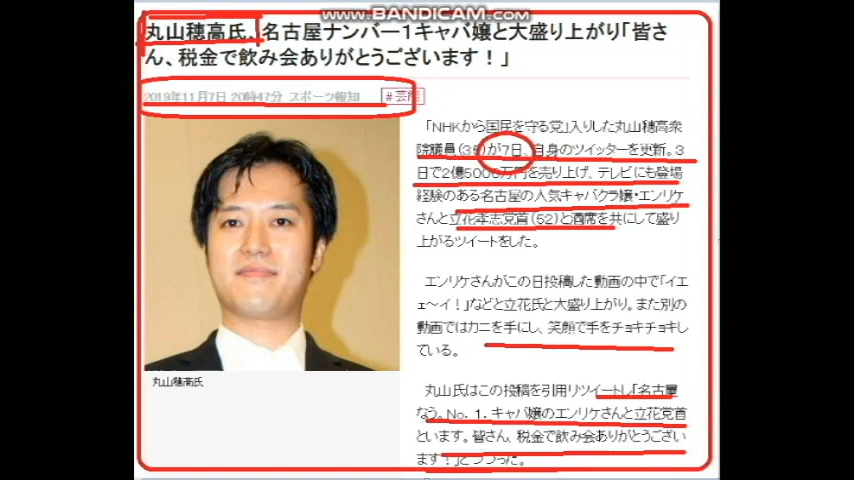 www.BANDICAM.com
丸山穂高氏、名古屋ナンバー1キャバ嬢と大盛り上がり「皆さ
ん、税金で飲み会ありがとうございます!」
2019年11月7日 20時47分 スポーツ報知 #芸能
「NHKから国民を守る党」入りした丸山穂高衆
院議員(35)が7日、自身のツイッターを更新。3
日で2億5000万円を売り上げ、テレビにも登場
経験のある名古屋の人気キャバクラ嬢・エンリケ
さんと立花孝志党首(52)と酒席を共にして盛り
上がるツイートをした。
エンリケさんがこの日投稿した動画の中で「イエ
ェ〜イ!」などと立花氏と大盛り上がり。また別の
動画ではカニを手にし、笑顔で手をチョキチョキし
ている。
丸山氏はこの投稿を引用リツイートし「名古屋
なう。No.1.キャバ嬢のエンリケさんと立花党首
といます。皆さん、税金で飲み会ありがとうござい
ます!」とつづった。
丸山穂高氏